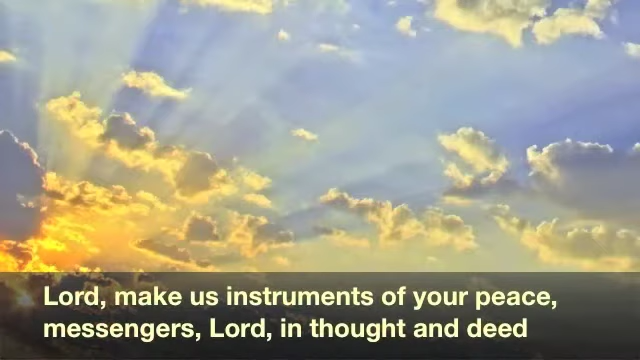 Lord, make us instruments of your peace,
messengers, Lord, in thought and deed